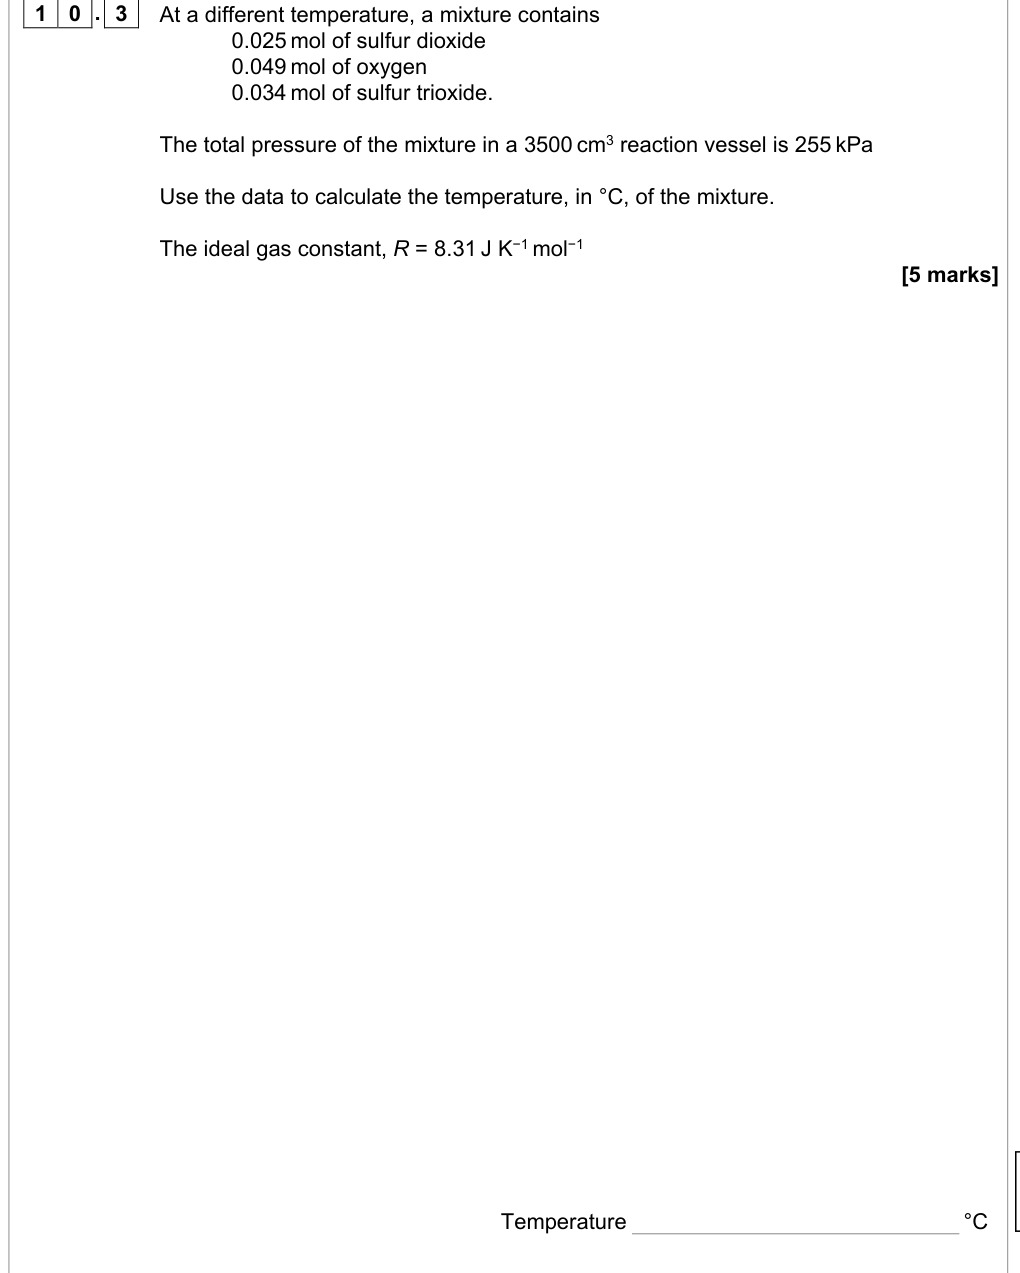 10.3 At a different temperature, a mixture contains
0.025 mol of sulfur dioxide
0.049 mol of oxygen
0.034 mol of sulfur trioxide.
The total pressure of the mixture in a 3500 cm³ reaction vessel is 255 kPa
Use the data to calculate the temperature, in °C, of the mixture.
The ideal gas constant, R = 8.31 J K⁻¹ mol⁻¹
[5 marks]
Temperature ____________________ °C